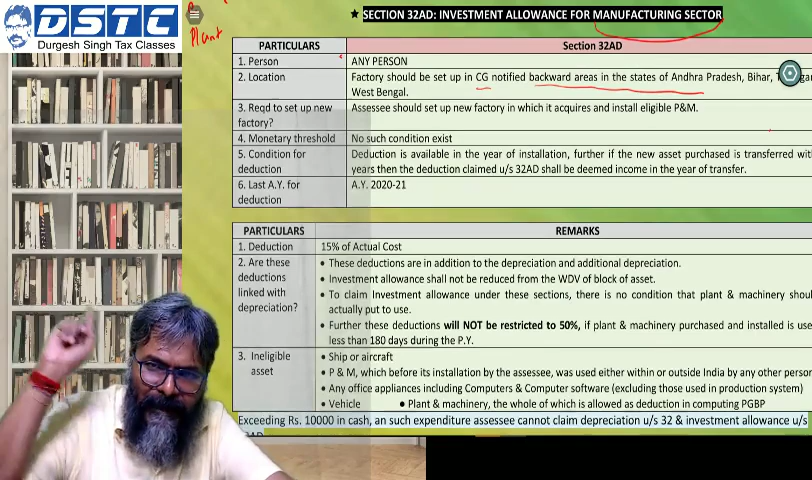 DSTC
Durgesh Singh Tax Classes
Plant
★ SECTION 32AD: INVESTMENT ALLOWANCE FOR MANUFACTURING SECTOR
PARTICULARS Section 32AD
1. Person ANY PERSON
2. Location Factory should be set up in CG notified backward areas in the states of Andhra Pradesh, Bihar,
West Bengal.
3. Reqd to set up new factory? Assessee should set up new factory in which it acquires and install eligible P&M.
4. Monetary threshold No such condition exist
5. Condition for deduction Deduction is available in the year of installation, further if the new asset purchased is transferred
years then the deduction claimed u/s 32AD shall be deemed income in the year of transfer.
6. Last A.Y. for deduction A.Y. 2020-21
PARTICULARS REMARKS
1. Deduction 15% of Actual Cost
2. Are these deductions linked with depreciation? • These deductions are in addition to the depreciation and additional depreciation.
• Investment allowance shall not be reduced from the WDV of block of asset.
• To claim Investment allowance under these sections, there is no condition that plant & machinery
actually put to use.
• Further these deductions will NOT be restricted to 50%, if plant & machinery purchased and installed is
less than 180 days during the P.Y.
3. Ineligible asset • Ship or aircraft
• P & M, which before its installation by the assessee, was used either within or outside India by any other
• Any office appliances including Computers & Computer software (excluding those used in production system)
• Vehicle • Plant & machinery, the whole of which is allowed as deduction in computing PGBP
Exceeding Rs. 10000 in cash, an such expenditure assessee cannot claim depreciation u/s 32 & investment allowance u/s